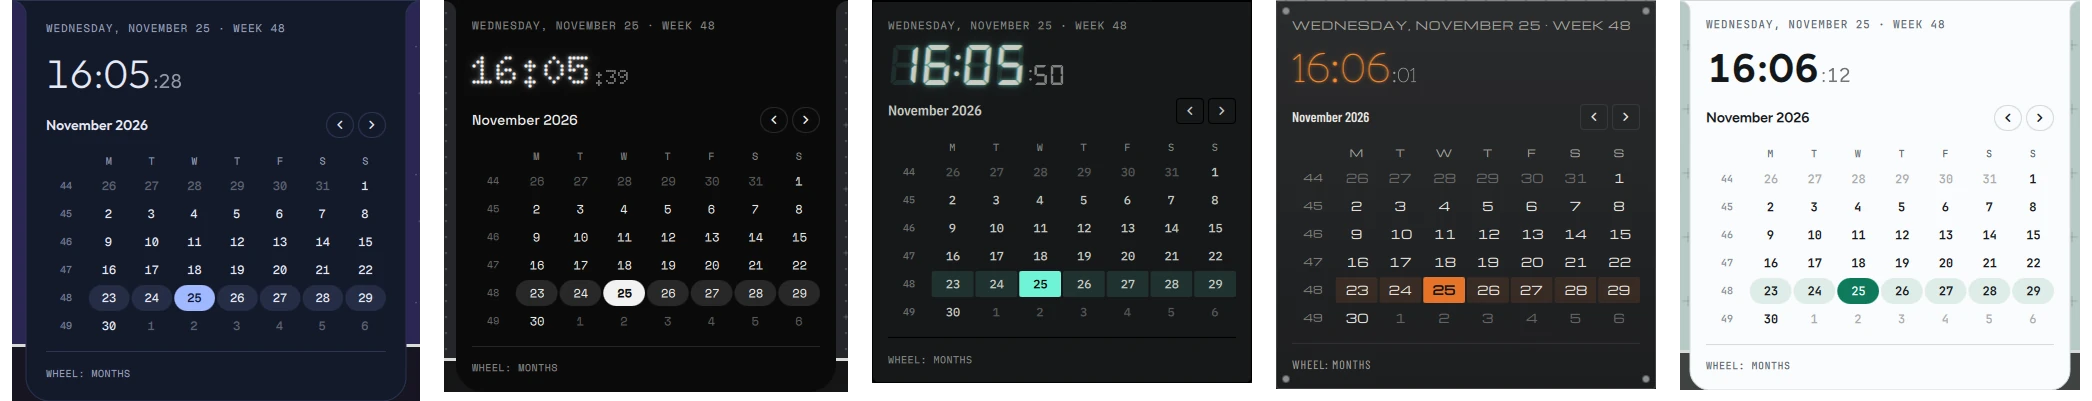 WEDNESDAY, NOVEMBER 25 · WEEK 48
16:05:28
November 2026
M T W T F S S
44 26 27 28 29 30 31 1
45 2 3 4 5 6 7 8
46 9 10 11 12 13 14 15
47 16 17 18 19 20 21 22
48 23 24 25 26 27 28 29
49 30 1 2 3 4 5 6
WHEEL: MONTHS
WEDNESDAY, NOVEMBER 25 · WEEK 48
16:05:39
November 2026
M T W T F S S
44 26 27 28 29 30 31 1
45 2 3 4 5 6 7 8
46 9 10 11 12 13 14 15
47 16 17 18 19 20 21 22
48 23 24 25 26 27 28 29
49 30 1 2 3 4 5 6
WHEEL: MONTHS
WEDNESDAY, NOVEMBER 25 · WEEK 48
16:05:50
November 2026
M T W T F S S
44 26 27 28 29 30 31 1
45 2 3 4 5 6 7 8
46 9 10 11 12 13 14 15
47 16 17 18 19 20 21 22
48 23 24 25 26 27 28 29
49 30 1 2 3 4 5 6
WHEEL: MONTHS
WEDNESDAY, NOVEMBER 25 · WEEK 48
16:06:01
November 2026
M T W T F S S
44 26 27 28 29 30 31 1
45 2 3 4 5 6 7 8
46 9 10 11 12 13 14 15
47 16 17 18 19 20 21 22
48 23 24 25 26 27 28 29
49 30 1 2 3 4 5 6
WHEEL: MONTHS
WEDNESDAY, NOVEMBER 25 · WEEK 48
16:06:12
November 2026
M T W T F S S
44 26 27 28 29 30 31 1
45 2 3 4 5 6 7 8
46 9 10 11 12 13 14 15
47 16 17 18 19 20 21 22
48 23 24 25 26 27 28 29
49 30 1 2 3 4 5 6
WHEEL: MONTHS